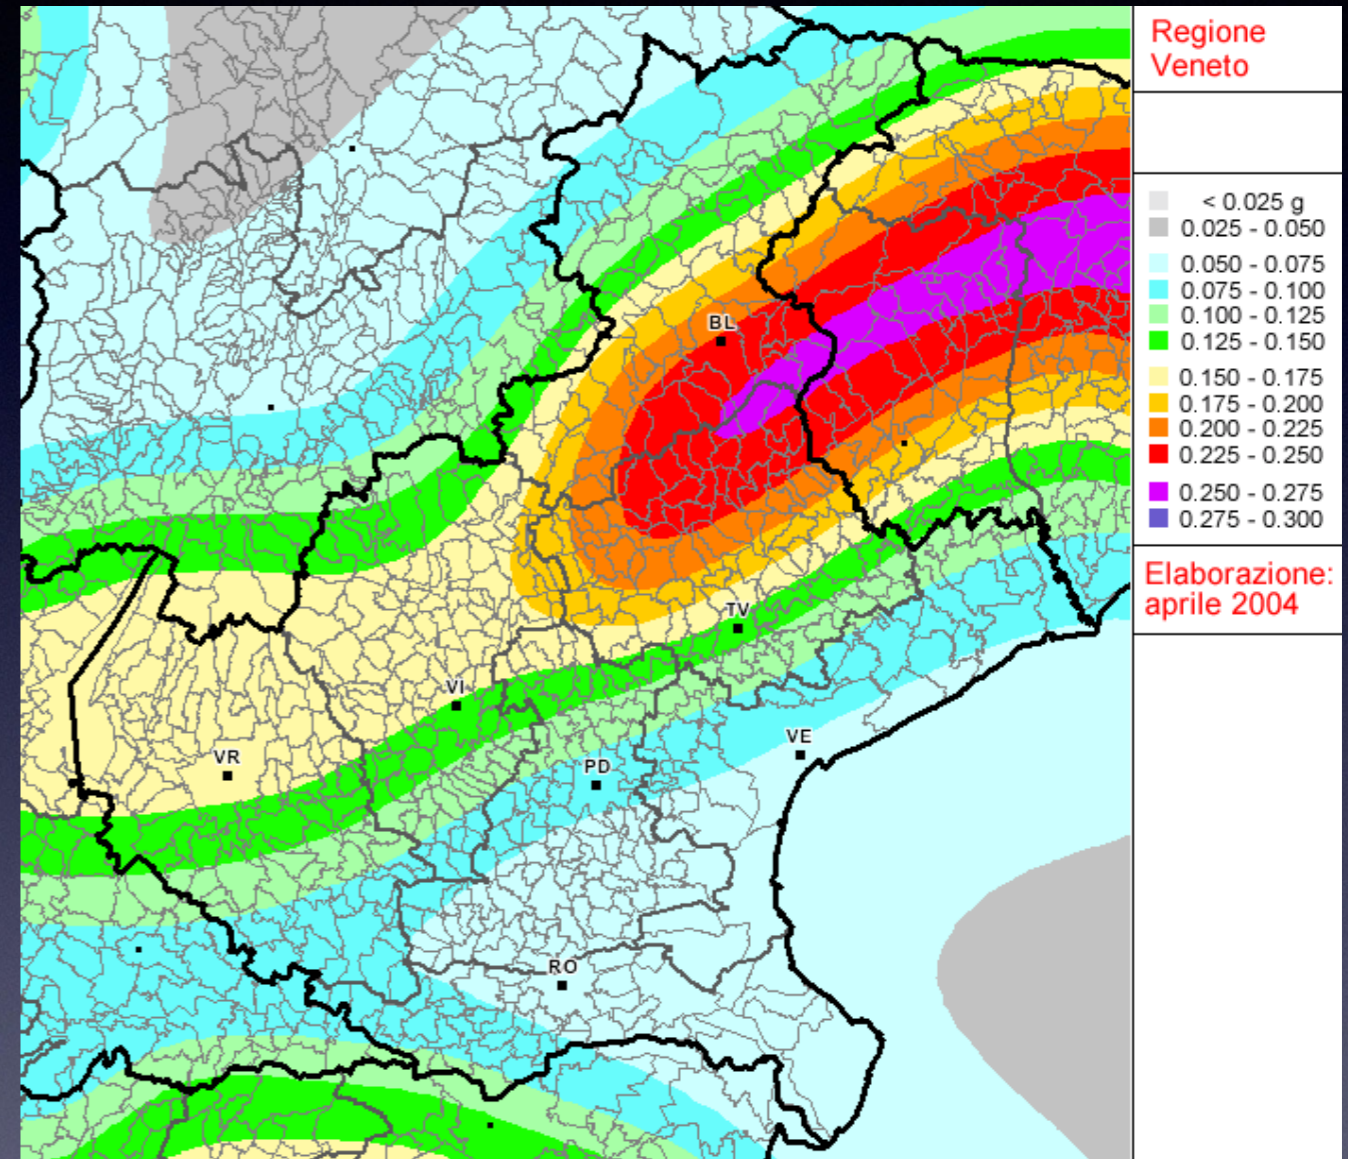 Regione
Veneto
< 0.025 g
0.025 - 0.050
0.050 - 0.075
0.075 - 0.100
0.100 - 0.125
0.125 - 0.150
0.150 - 0.175
0.175 - 0.200
0.200 - 0.225
0.225 - 0.250
0.250 - 0.275
0.275 - 0.300
Elaborazione:
aprile 2004
BL
TV
VI
VE
VR
PD
RO